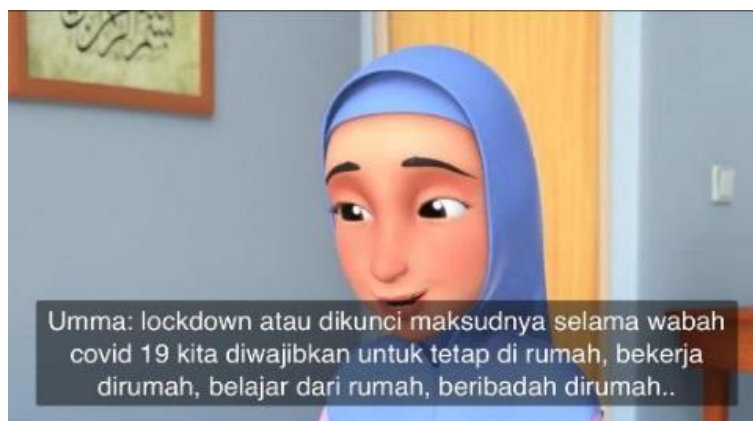 Umma: lockdown atau dikunci maksudnya selama wabah
covid 19 kita diwajibkan untuk tetap di rumah, bekerja
dirumah, belajar dari rumah, beribadah dirumah..